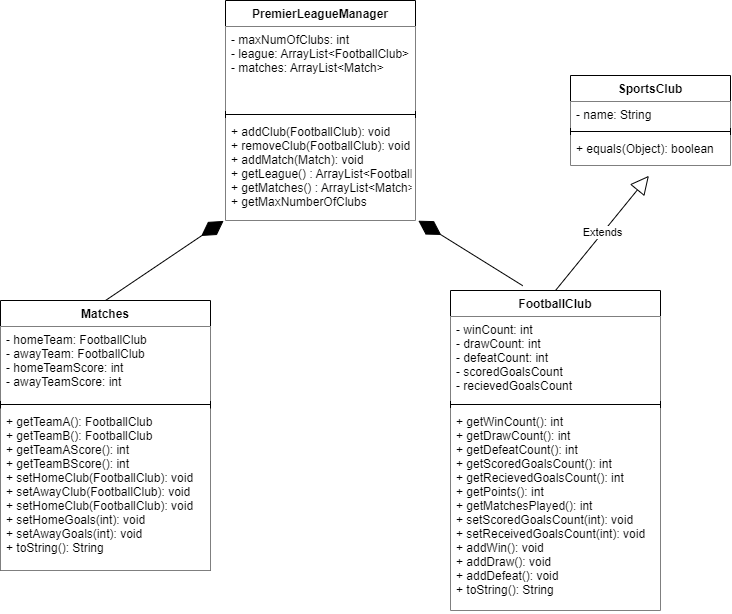 PremierLeagueManager
- maxNumOfClubs: int
- league: ArrayList<FootballClub>
- matches: ArrayList<Match>
+ addClub(FootballClub): void
+ removeClub(FootballClub): void
+ addMatch(Match): void
+ getLeague() : ArrayList<Footbal
+ getMatches() : ArrayList<Match>
+ getMaxNumberOfClubs
SportsClub
- name: String
+ equals(Object): boolean
Extends
Matches
- homeTeam: FootballClub
- awayTeam: FootballClub
- homeTeamScore: int
- awayTeamScore: int
+ getTeamA(): FootballClub
+ getTeamB(): FootballClub
+ getTeamAScore(): int
+ getTeamBScore(): int
+ setHomeClub(FootballClub): void
+ setAwayClub(FootballClub): void
+ setHomeClub(FootballClub): void
+ setHomeGoals(int): void
+ setAwayGoals(int): void
+ toString(): String
FootballClub
- winCount: int
- drawCount: int
- defeatCount: int
- scoredGoalsCount
- recievedGoalsCount
+ getWinCount(): int
+ getDrawCount(): int
+ getDefeatCount(): int
+ getScoredGoalsCount(): int
+ getRecievedGoalsCount(): int
+ getPoints(): int
+ getMatchesPlayed(): int
+ setScoredGoalsCount(int): void
+ setReceivedGoalsCount(int): void
+ addWin(): void
+ addDraw(): void
+ addDefeat(): void
+ toString(): String